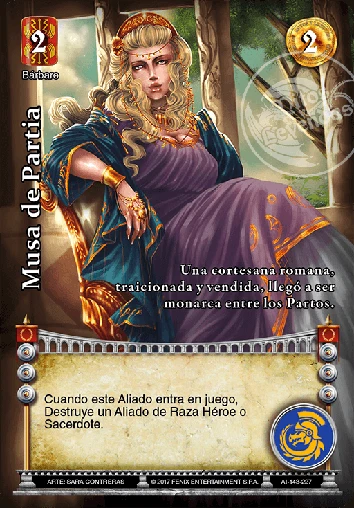 2
2
Bárbaro
Musa de Partia
Una cortesana romana,
traicionada y vendida, llegó a ser
monarca entre los Partos.
Cuando este Aliado entra en juego,
Destruye un Aliado de Raza Héroe o
Sacerdote.
ARTE: SARA CONTRERAS
© 2017 FENIX ENTERTAINMENT S.P.A.